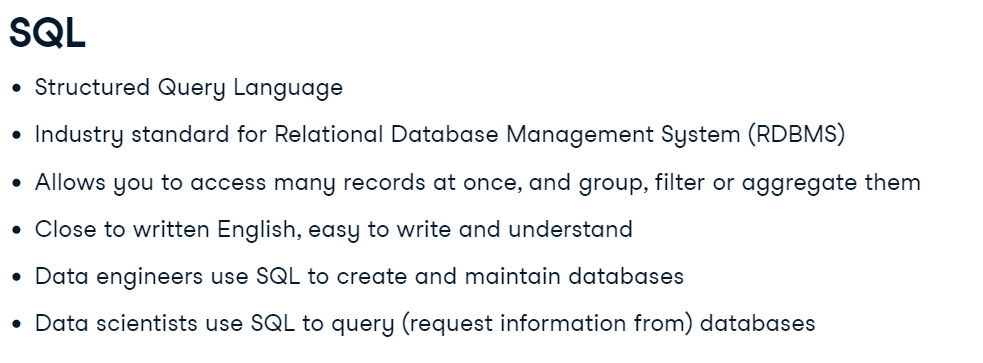 SQL
• Structured Query Language
• Industry standard for Relational Database Management System (RDBMS)
• Allows you to access many records at once, and group, filter or aggregate them
• Close to written English, easy to write and understand
• Data engineers use SQL to create and maintain databases
• Data scientists use SQL to query (request information from) databases